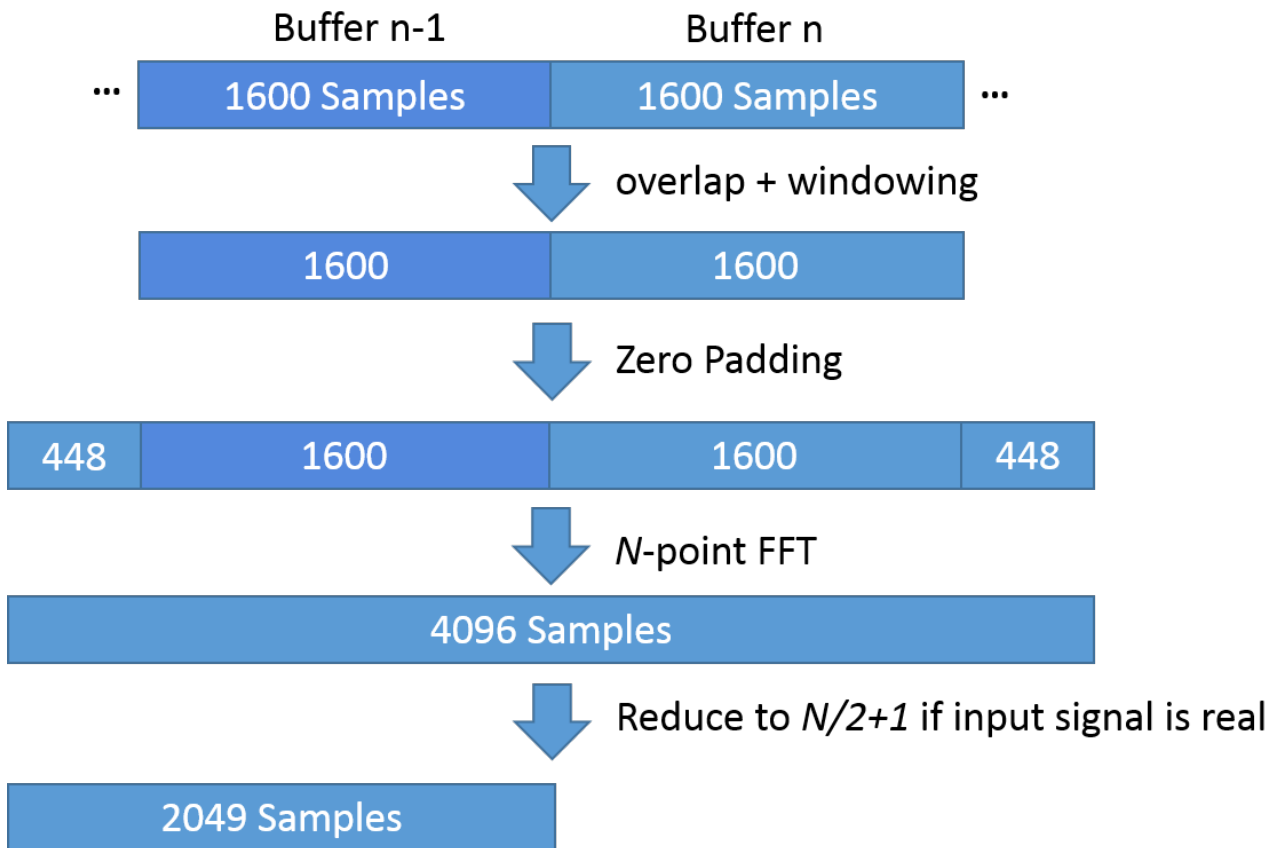 Buffer n-1 Buffer n
... 1600 Samples 1600 Samples ...
overlap + windowing
1600 1600
Zero Padding
448 1600 1600 448
N-point FFT
4096 Samples
Reduce to N/2+1 if input signal is real
2049 Samples